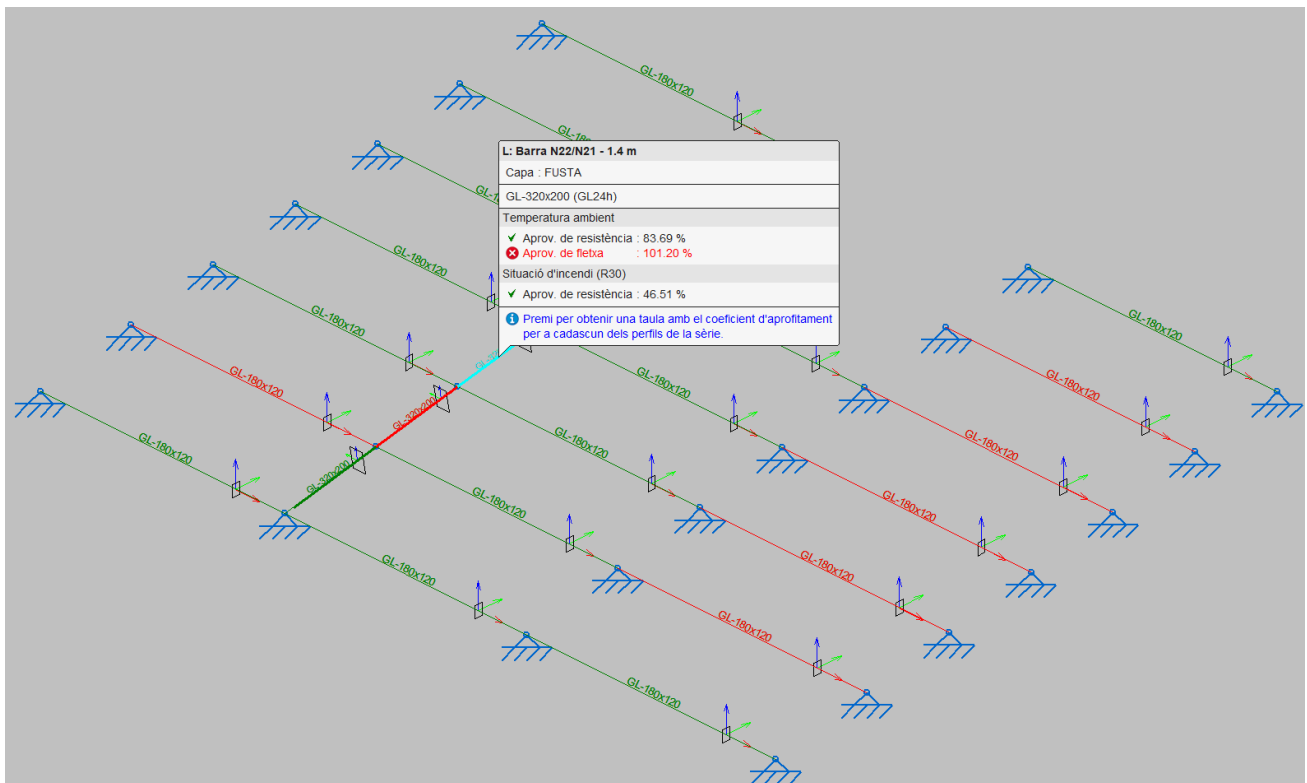 GL-180x120
GL-180x120
L: Barra N22/N21 - 1.4 m
Capa : FUSTA
GL-320x200 (GL24h)
Temperatura ambient
Aprov. de resistència : 83.69 %
Aprov. de fletxa : 101.20 %
Situació d'incendi (R30)
Aprov. de resistència : 46.51 %
Premi per obtenir una taula amb el coeficient d'aprofitament
per a cadascun dels perfils de la sèrie.
GL-180x120
GL-180x120
GL-180x120
GL-180x120
GL-180x120
GL-180x120
GL-320x200
GL-180x120
GL-180x120
GL-180x120
GL-320x200
GL-180x120
GL-180x120
GL-180x120
GL-180x120
GL-180x120
GL-180x120
GL-180x120